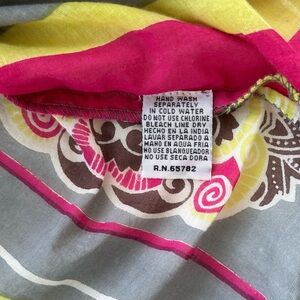 HAND WASH
SEPARATELY
IN COLD WATER
DO NOT USE CHLORINE
BLEACH LINE DRY
HECHO EN LA INDIA
LAVAR SEPARADO A
MANO EN AQUA FRIA
NO USE BLANQUEADOR
NO USE SECA DORA
R.N.65782